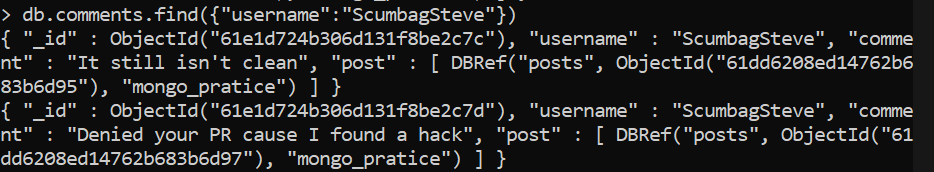 > db.comments.find({"username":"ScumbagSteve"})
{ "_id" : ObjectId("61e1d724b306d131f8be2c7c"), "username" : "ScumbagSteve", "comme
nt" : "It still isn't clean", "post" : [ DBRef("posts", ObjectId("61dd6208ed14762b6
83b6d95"), "mongo_pratice") ] }
{ "_id" : ObjectId("61e1d724b306d131f8be2c7d"), "username" : "ScumbagSteve", "comme
nt" : "Denied your PR cause I found a hack", "post" : [ DBRef("posts", ObjectId("61
dd6208ed14762b683b6d97"), "mongo_pratice") ] }